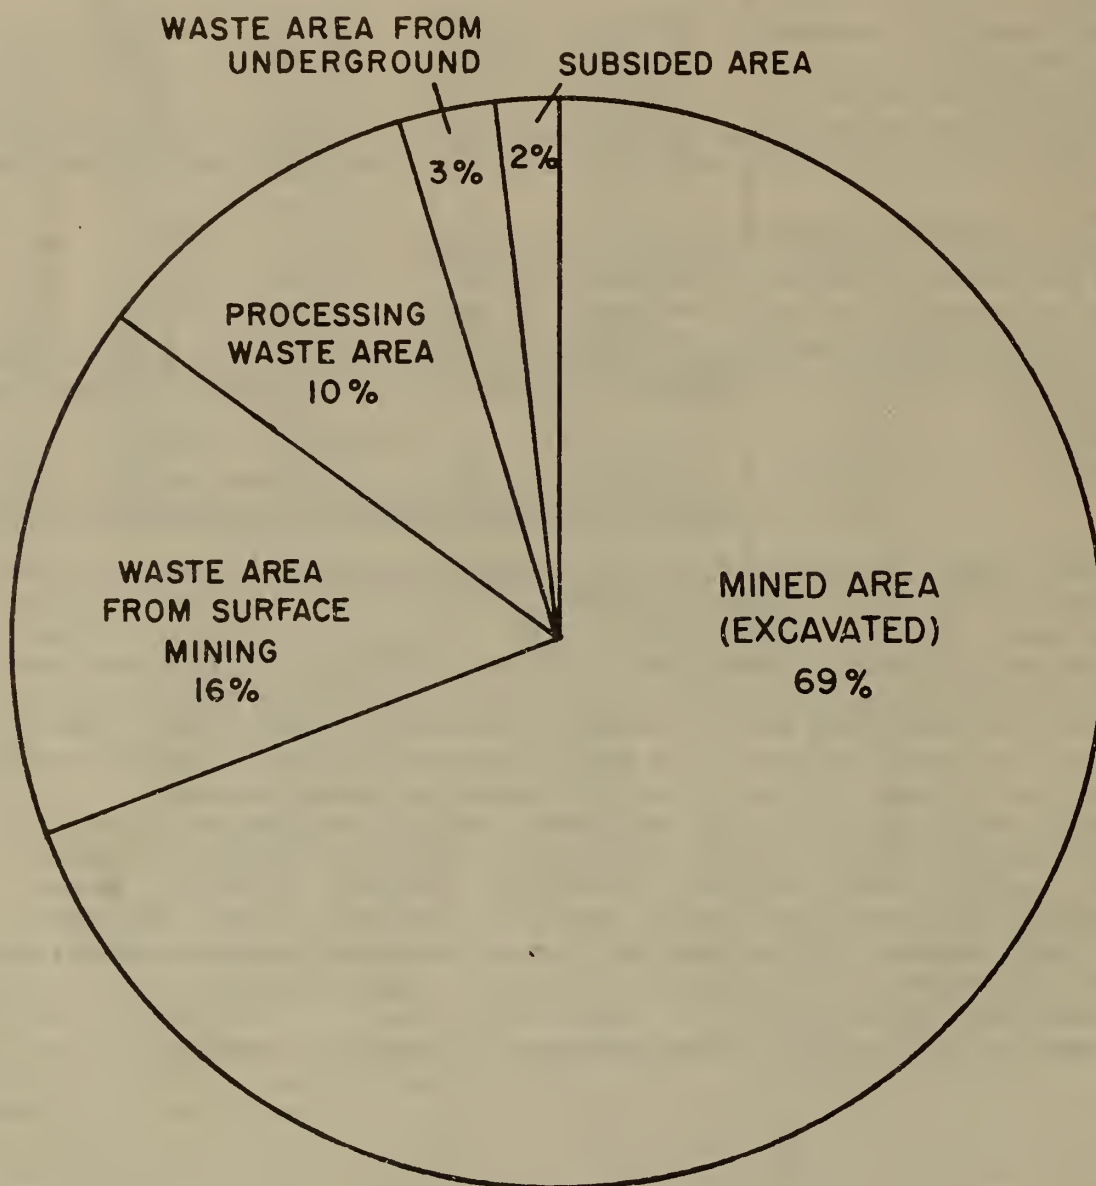 WASTE AREA FROM
UNDERGROUND
SUBSIDED AREA
3%
2%
PROCESSING
WASTE AREA
10%
WASTE AREA
FROM SURFACE
MINING
16%
MINED AREA
(EXCAVATED)
69%